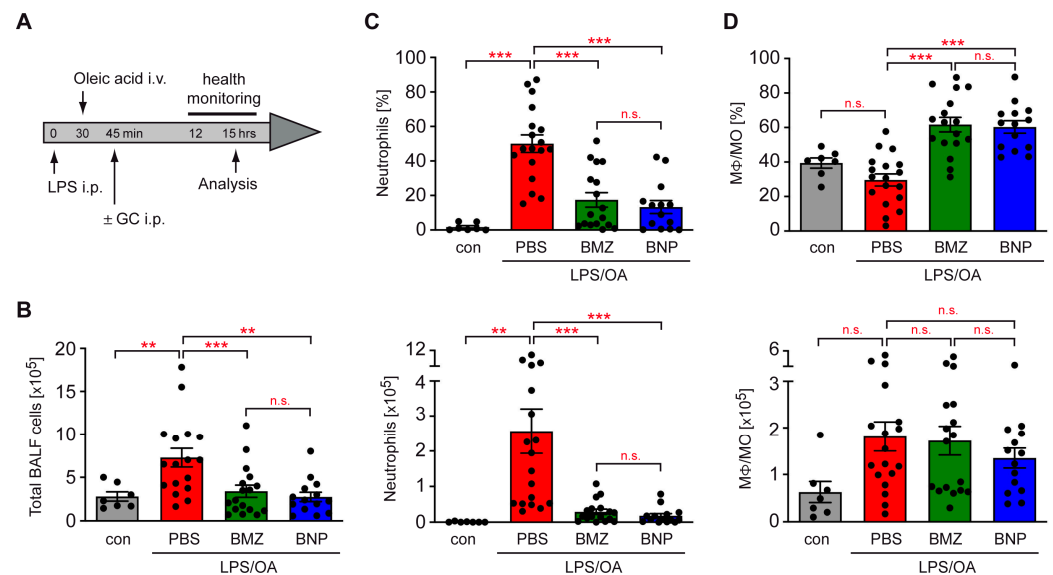 A
Oleic acid i.v.
health
monitoring
0 30 45 min 12 15 hrs
LPS i.p.
Analysis
± GC i.p.
C
Neutrophils [%]
100
80
60
40
20
0
***
***
***
n.s.
con PBS BMZ BNP
LPS/OA
D
MΦ/MO [%]
100
80
60
40
20
0
***
***
n.s.
n.s.
con PBS BMZ BNP
LPS/OA
B
Total BALF cells [x10⁵]
20
15
10
5
0
**
**
***
n.s.
con PBS BMZ BNP
LPS/OA
Neutrophils [x10⁵]
12
1
4
3
2
1
0
***
**
***
n.s.
con PBS BMZ BNP
LPS/OA
MΦ/MO [x10⁵]
6
1
3
2
1
0
n.s.
n.s.
n.s.
n.s.
con PBS BMZ BNP
LPS/OA